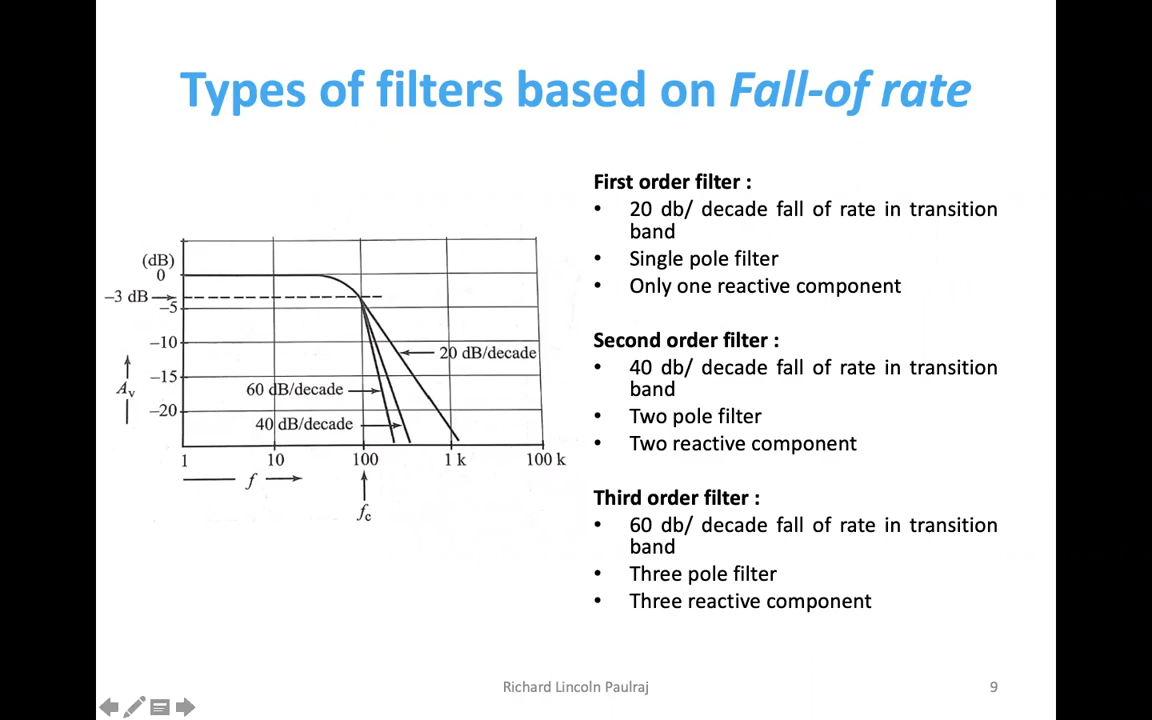 Types of filters based on Fall-of rate
(dB)
0
−3 dB
−5
−10
−15
−20
Av
20 dB/decade
60 dB/decade
40 dB/decade
1 10 100 1 k 100 k
f
fc
First order filter :
• 20 db/ decade fall of rate in transition
band
• Single pole filter
• Only one reactive component
Second order filter :
• 40 db/ decade fall of rate in transition
band
• Two pole filter
• Two reactive component
Third order filter :
• 60 db/ decade fall of rate in transition
band
• Three pole filter
• Three reactive component
Richard Lincoln Paulraj
9